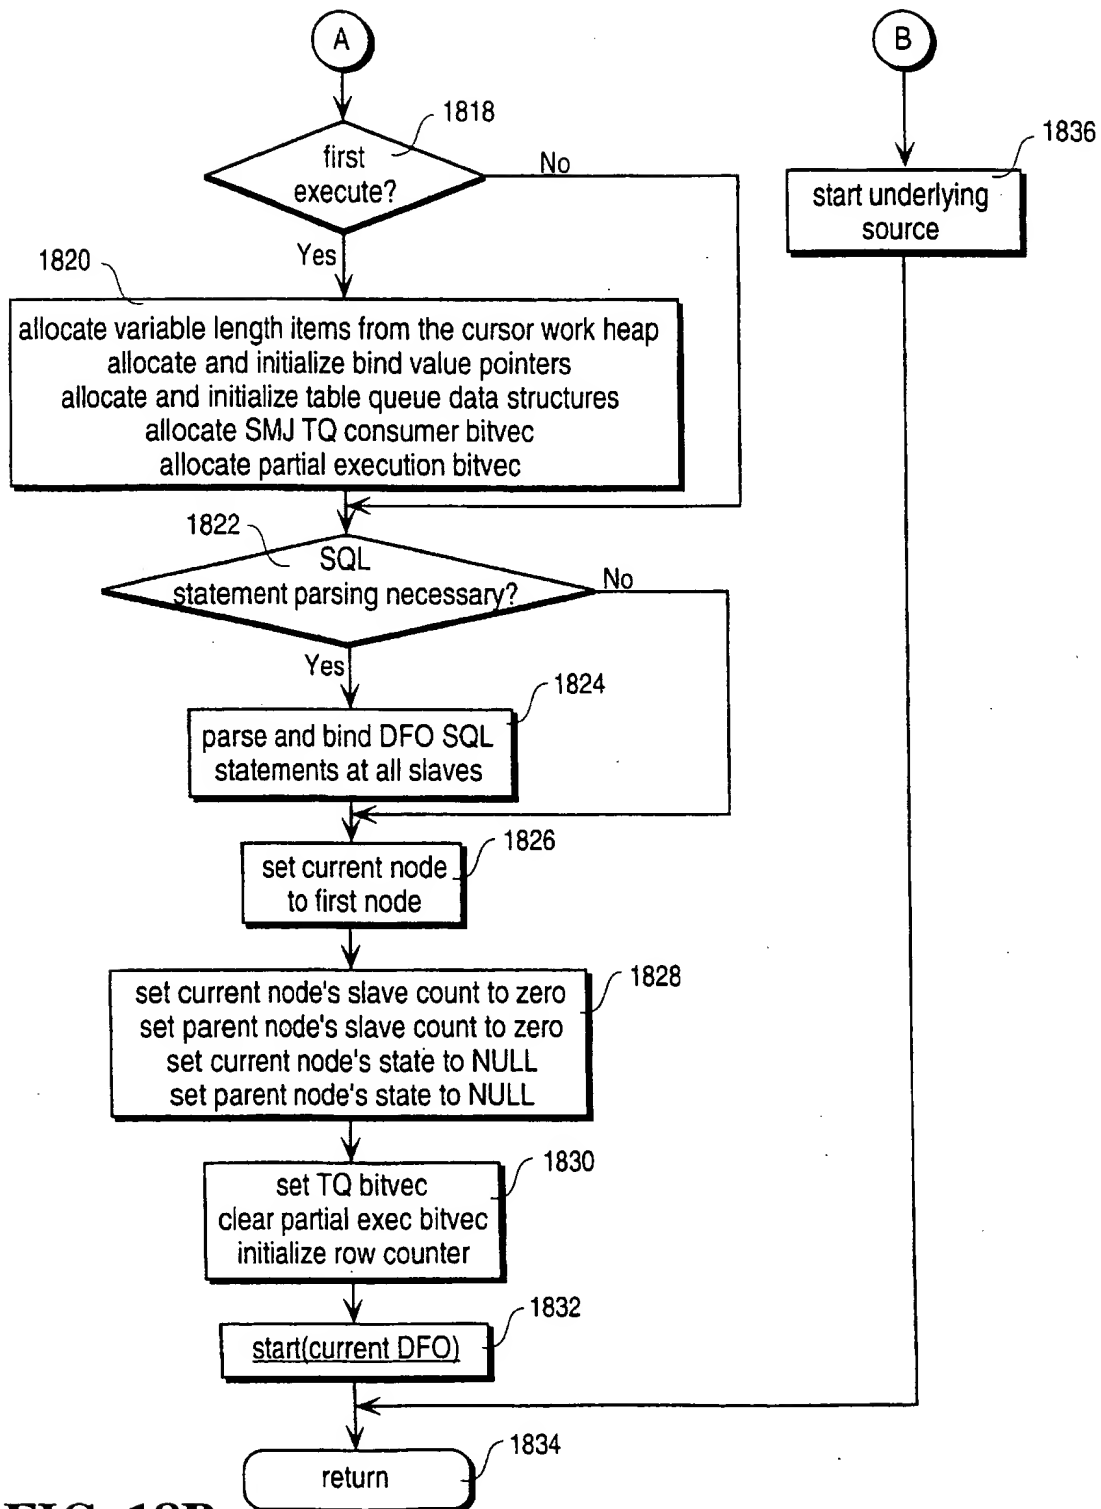 A
B
1818
first
execute?
No
Yes
1836
start underlying
source
1820
allocate variable length items from the cursor work heap
allocate and initialize bind value pointers
allocate and initialize table queue data structures
allocate SMJ TQ consumer bitvec
allocate partial execution bitvec
1822
SQL
statement parsing necessary?
No
Yes
1824
parse and bind DFO SQL
statements at all slaves
1826
set current node
to first node
1828
set current node's slave count to zero
set parent node's slave count to zero
set current node's state to NULL
set parent node's state to NULL
1830
set TQ bitvec
clear partial exec bitvec
initialize row counter
1832
start(current DFO)
1834
return
FIG. 18B